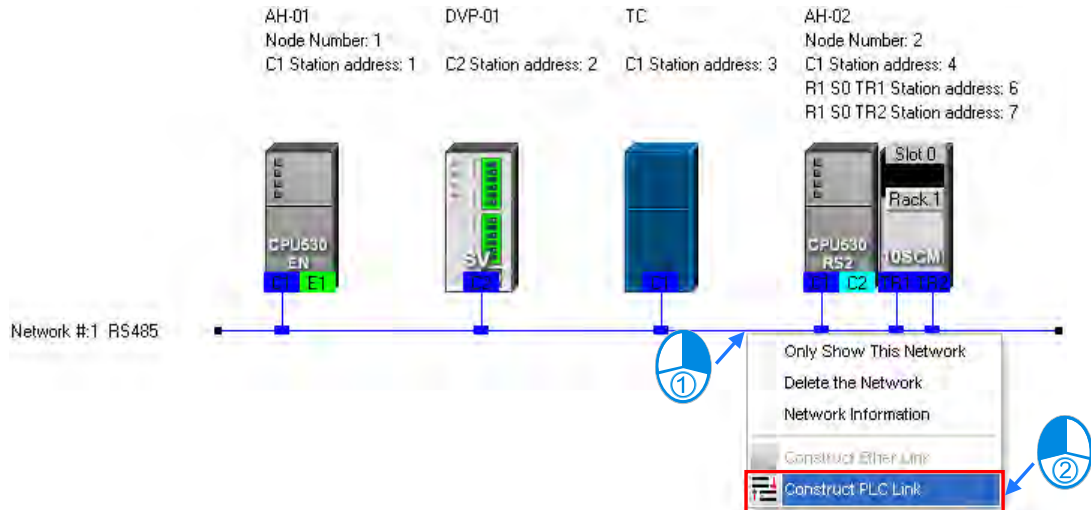 AH-01
Node Number: 1
C1 Station address: 1
DVP-01
C2 Station address: 2
TC
C1 Station address: 3
AH-02
Node Number: 2
C1 Station address: 4
R1 S0 TR1 Station address: 6
R1 S0 TR2 Station address: 7
CPU530
EN
C1 E1
SV
C2
C1
CPU530
RS2
C1 C2
Slot 0
Rack.1
10SCM
TR1 TR2
Network #:1 RS485
Only Show This Network
Delete the Network
Network Information
Construct Ether Link
Construct PLC Link
1
2